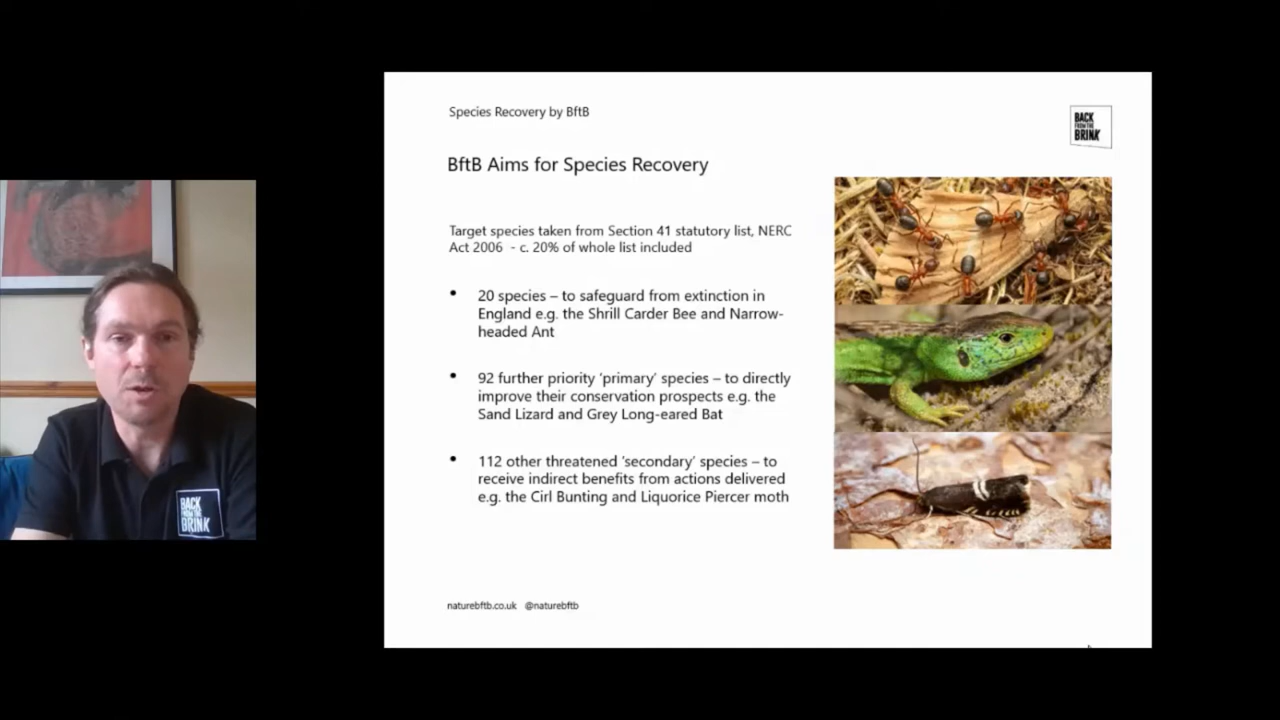 Species Recovery by BftB
BACK
FROM THE
BRINK
BftB Aims for Species Recovery
Target species taken from Section 41 statutory list, NERC
Act 2006  - c. 20% of whole list included
• 20 species – to safeguard from extinction in
England e.g. the Shrill Carder Bee and Narrow-
headed Ant
• 92 further priority ‘primary’ species – to directly
improve their conservation prospects e.g. the
Sand Lizard and Grey Long-eared Bat
• 112 other threatened ‘secondary’ species – to
receive indirect benefits from actions delivered
e.g. the Cirl Bunting and Liquorice Piercer moth
naturebftb.co.uk   @naturebftb
BACK
FROM THE
BRINK